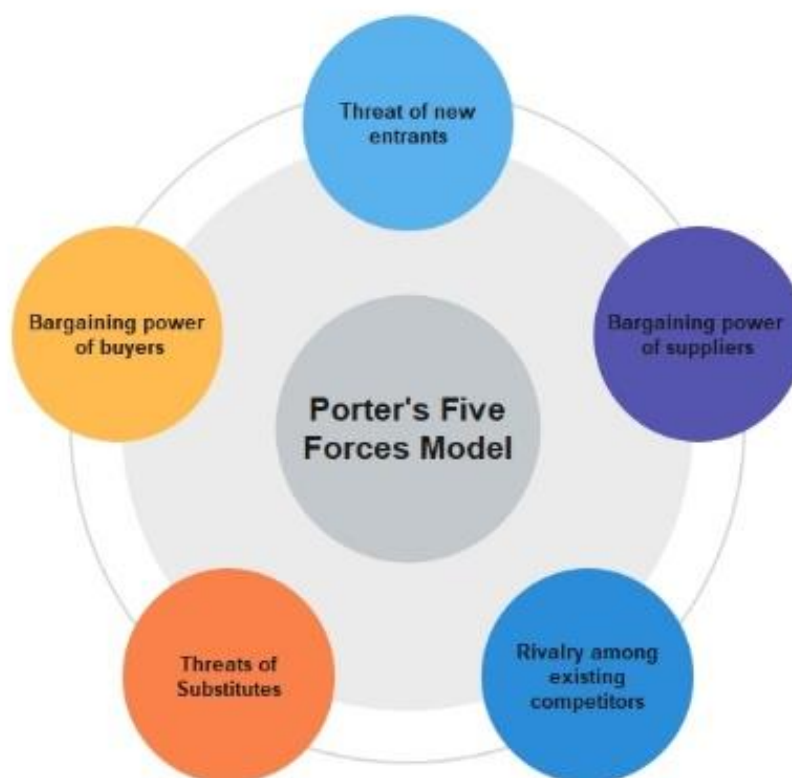 Threat of new
entrants
Bargaining power
of buyers
Bargaining power
of suppliers
Porter's Five
Forces Model
Threats of
Substitutes
Rivalry among
existing
competitors